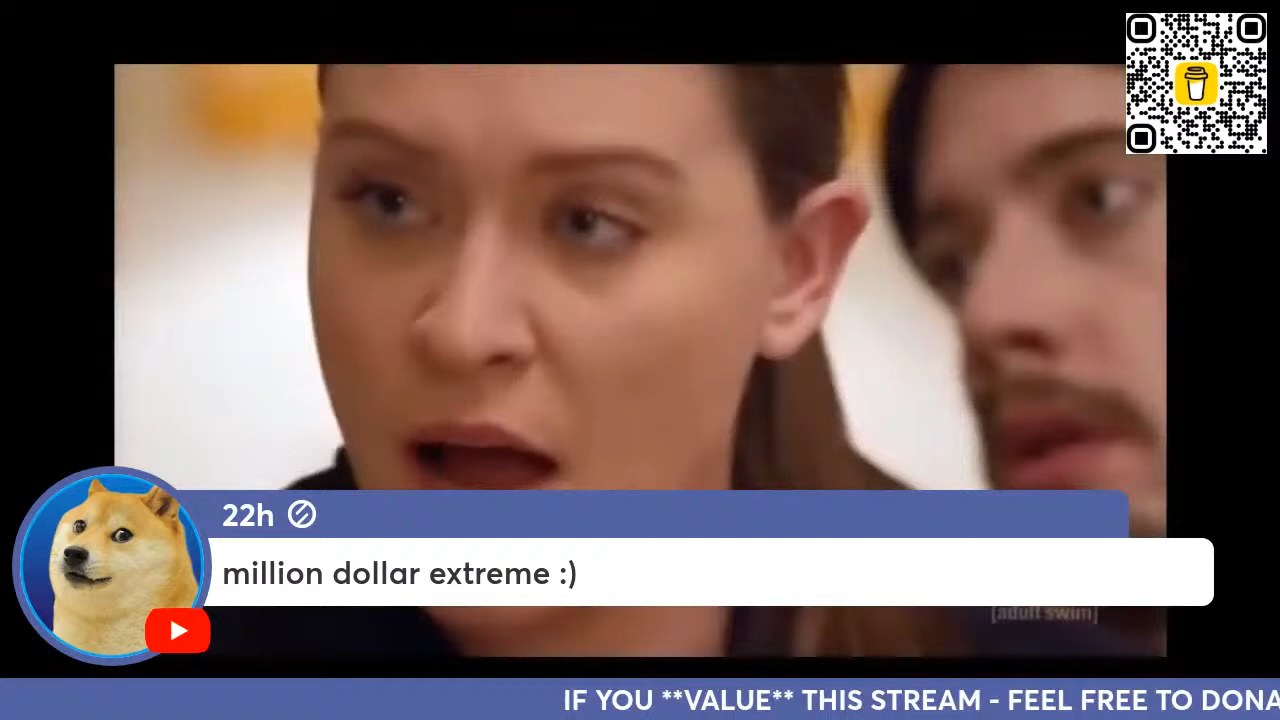 22h
million dollar extreme :)
[adult swim]
IF YOU **VALUE** THIS STREAM - FEEL FREE TO DONA